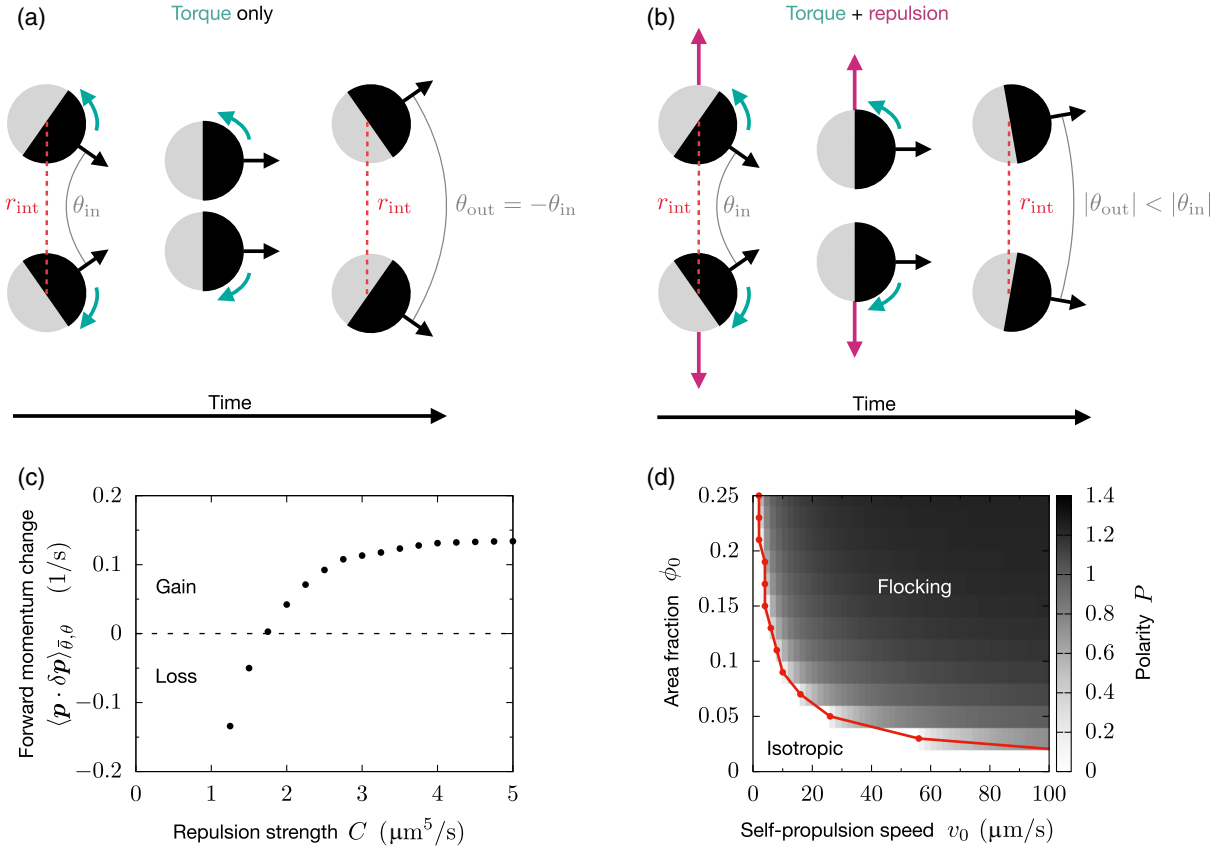 (a)
Torque only
r_int
θ_in
r_int
θ_out = −θ_in
Time
(b)
Torque + repulsion
r_int
θ_in
r_int
|θ_out| < |θ_in|
Time
(c)
Forward momentum change
⟨p · δp⟩_θ̄,θ (1/s)
0.2
0.1
0
−0.1
−0.2
Gain
Loss
0 1 2 3 4 5
Repulsion strength C (μm⁵/s)
(d)
Area fraction ϕ₀
0.25
0.2
0.15
0.1
0.05
0
Flocking
Isotropic
0 20 40 60 80 100
Self-propulsion speed v₀ (μm/s)
1.4
1.2
1
0.8
0.6
0.4
0.2
0
Polarity P